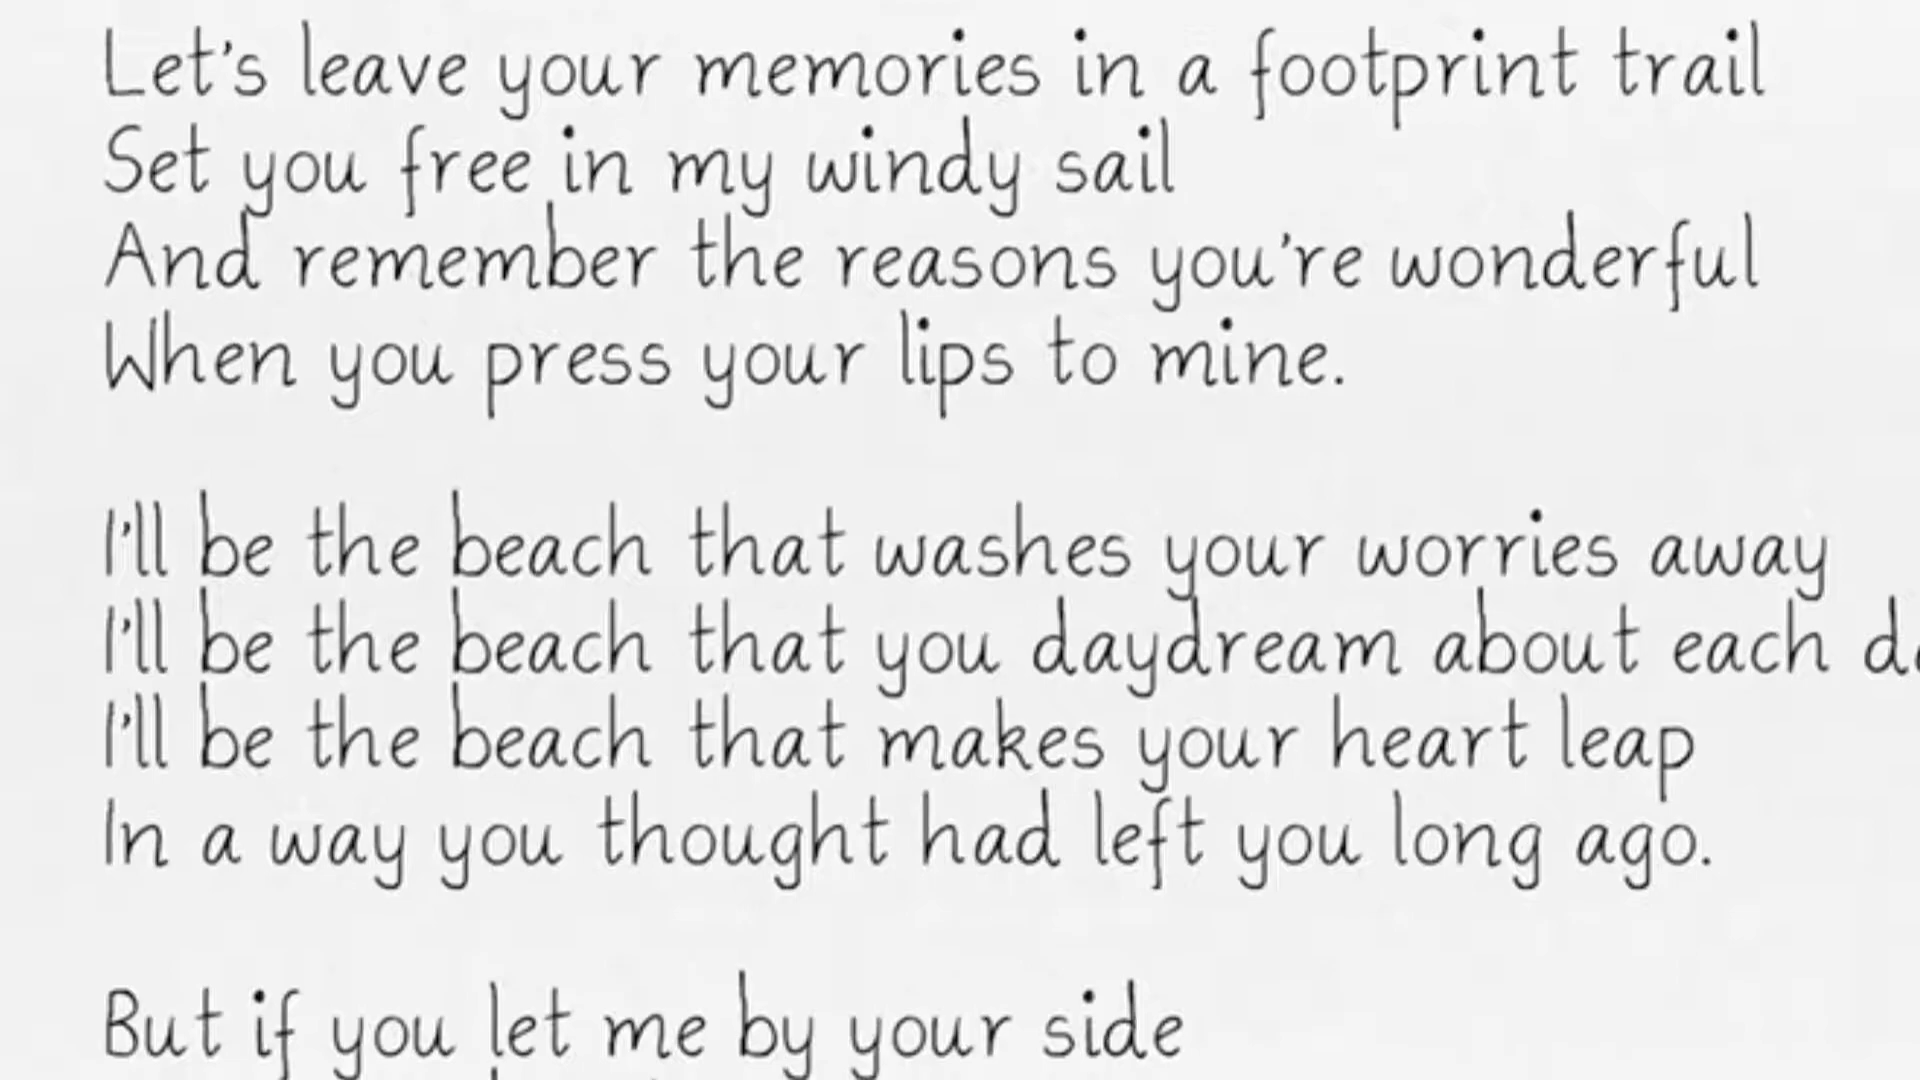 Let's leave your memories in a footprint trail
Set you free in my windy sail
And remember the reasons you're wonderful
When you press your lips to mine.
I'll be the beach that washes your worries away
I'll be the beach that you daydream about each
I'll be the beach that makes your heart leap
In a way you thought had left you long ago.
But if you let me by your side